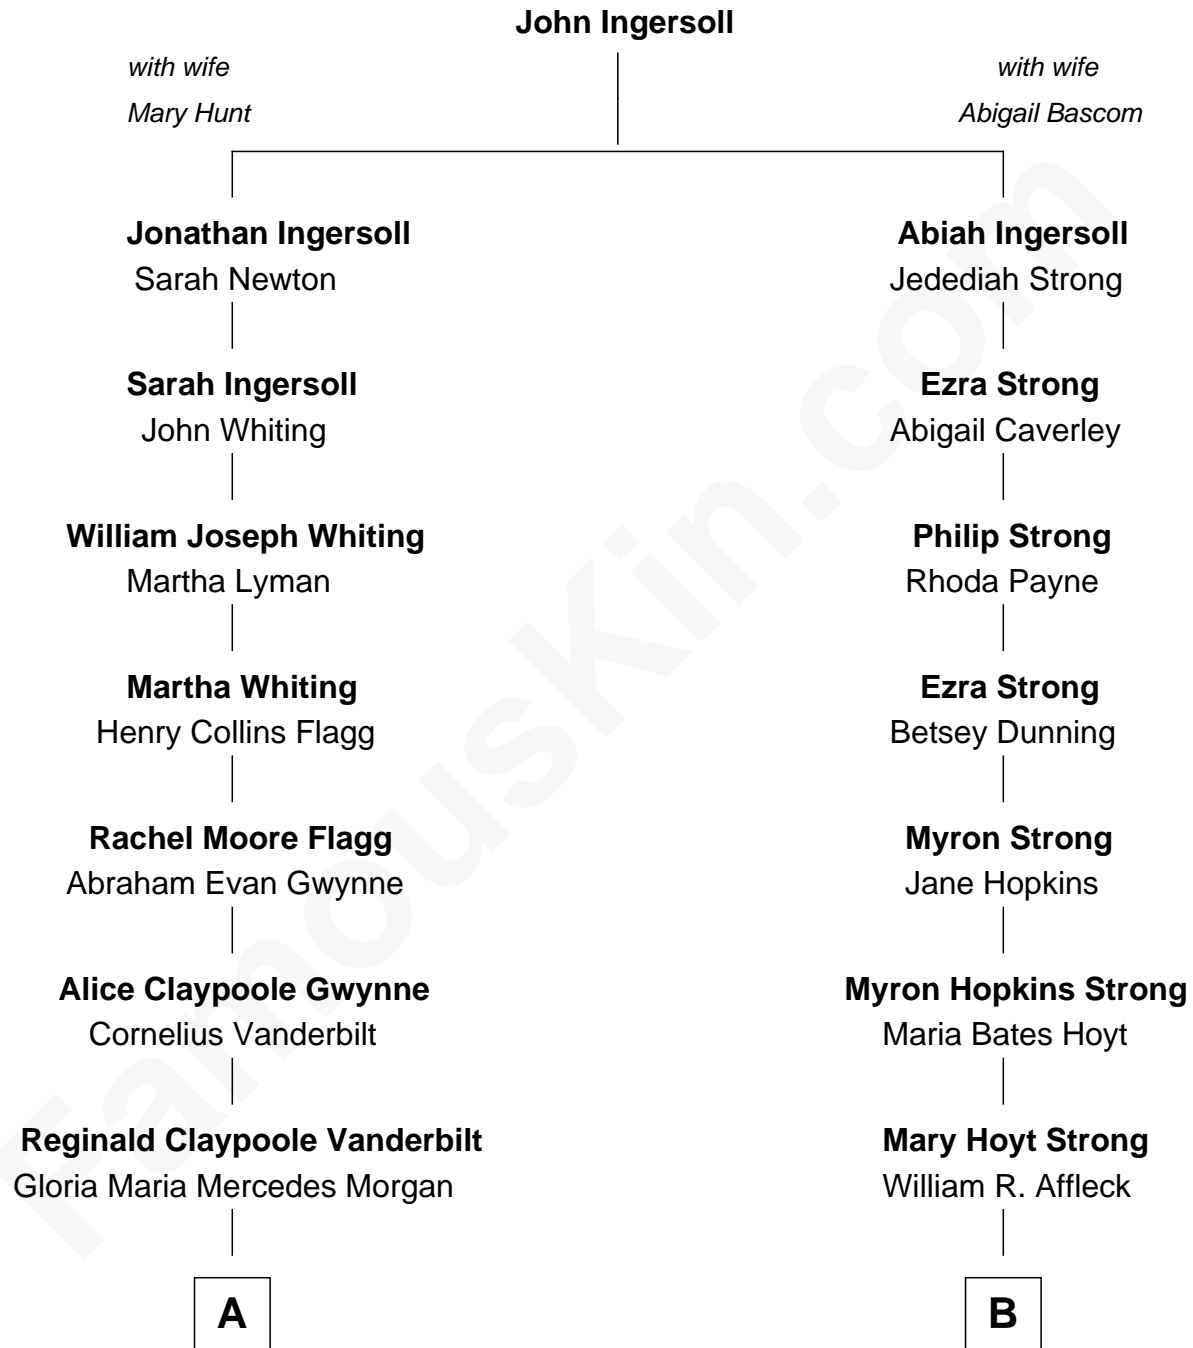 John Ingersoll
with wife
Mary Hunt
with wife
Abigail Bascom
Jonathan Ingersoll
Sarah Newton
Abiah Ingersoll
Jedediah Strong
Sarah Ingersoll
John Whiting
Ezra Strong
Abigail Caverley
William Joseph Whiting
Martha Lyman
Philip Strong
Rhoda Payne
Martha Whiting
Henry Collins Flagg
Ezra Strong
Betsey Dunning
Rachel Moore Flagg
Abraham Evan Gwynne
Myron Strong
Jane Hopkins
Alice Claypoole Gwynne
Cornelius Vanderbilt
Myron Hopkins Strong
Maria Bates Hoyt
Reginald Claypoole Vanderbilt
Gloria Maria Mercedes Morgan
Mary Hoyt Strong
William R. Affleck
A
B
FamousKin.com